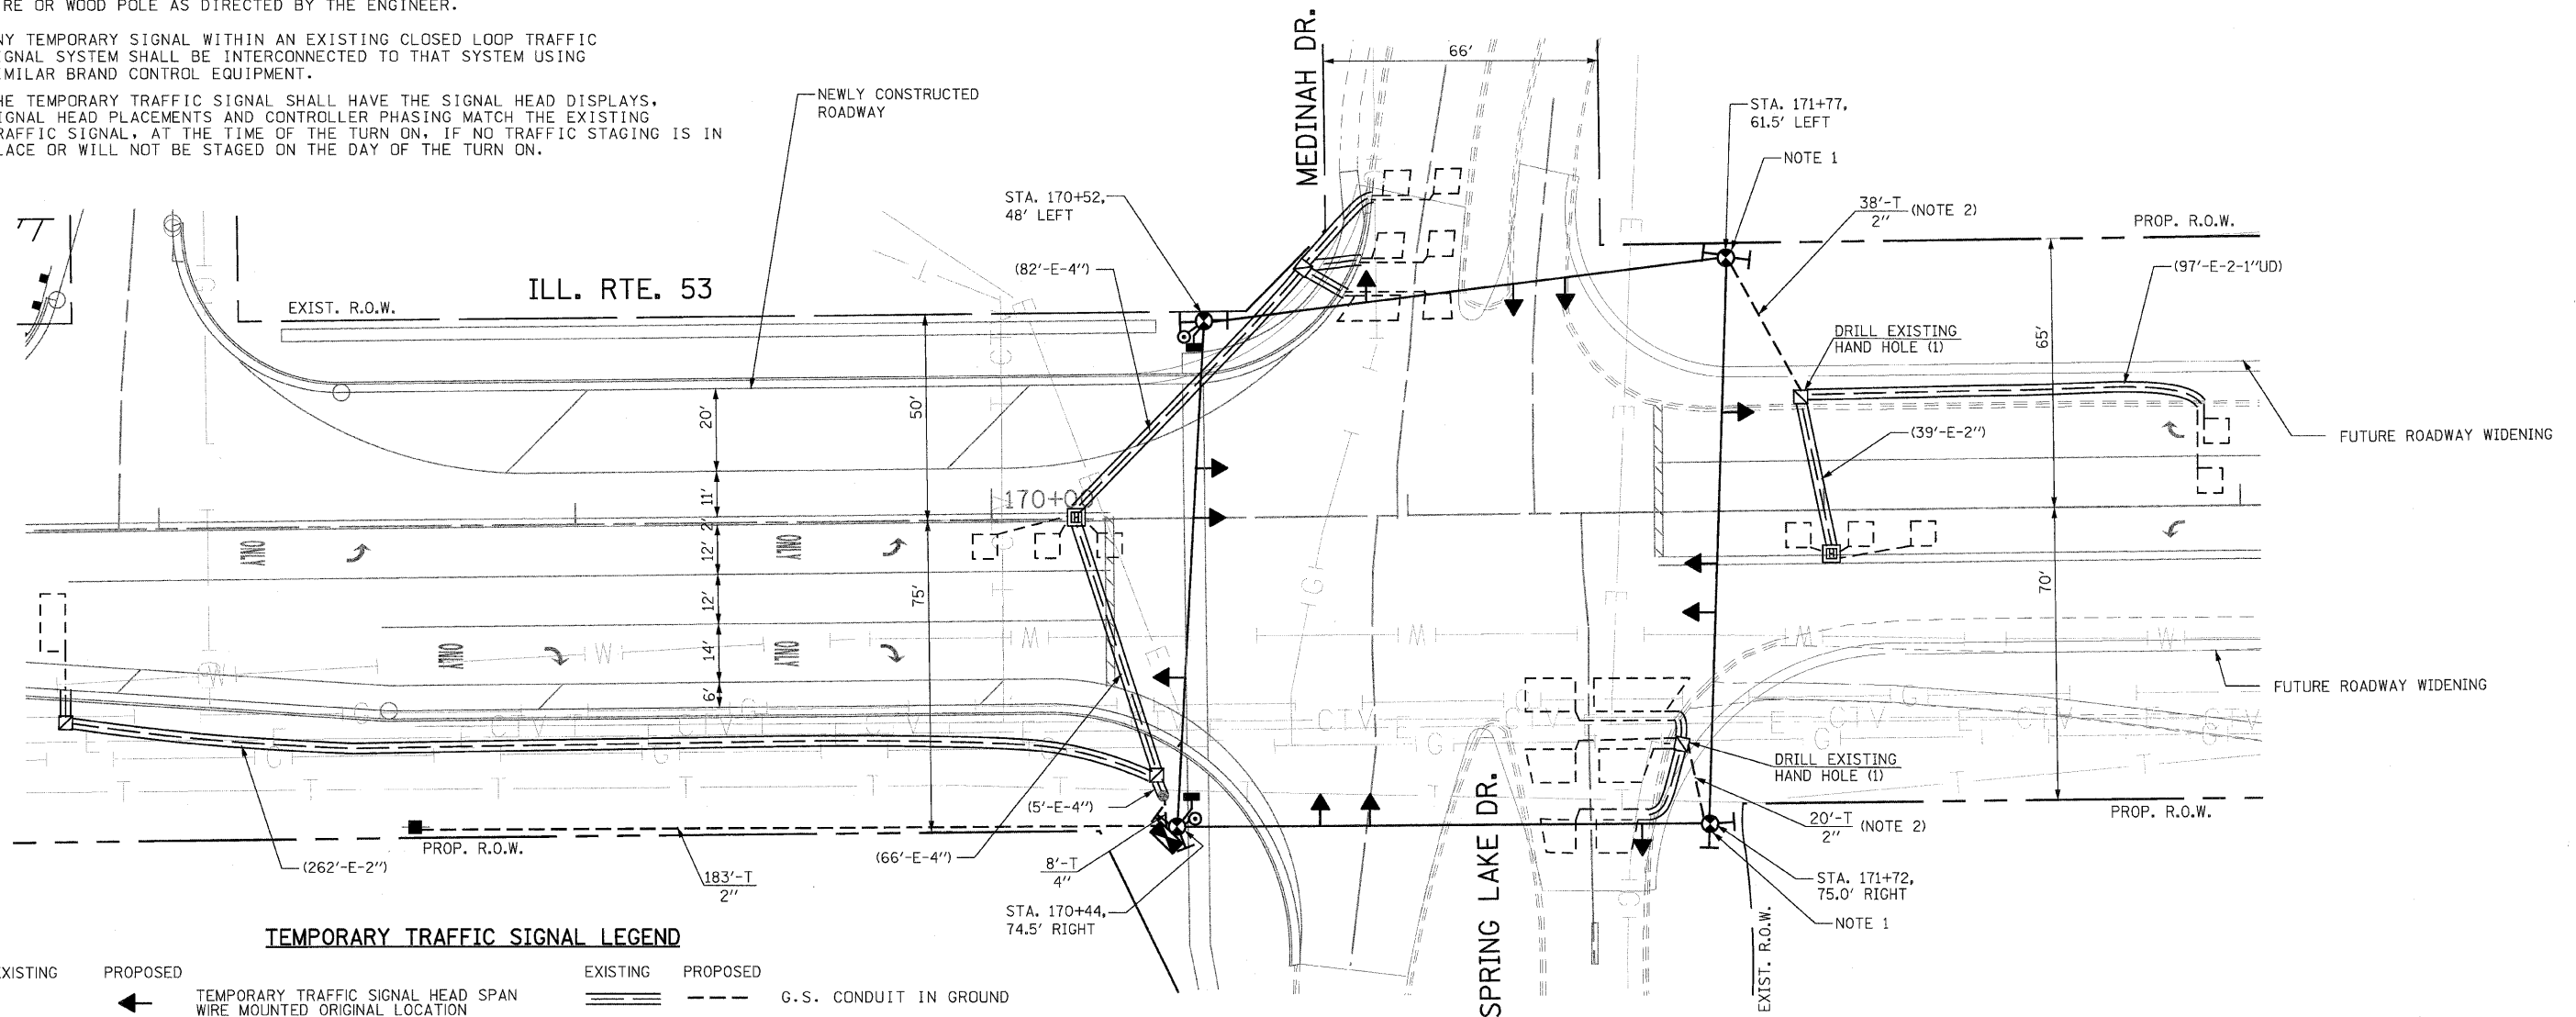 RE OR WOOD POLE AS DIRECTED BY THE ENGINEER.
NY TEMPORARY SIGNAL WITHIN AN EXISTING CLOSED LOOP TRAFFIC
GNAL SYSTEM SHALL BE INTERCONNECTED TO THAT SYSTEM USING
MILAR BRAND CONTROL EQUIPMENT.
HE TEMPORARY TRAFFIC SIGNAL SHALL HAVE THE SIGNAL HEAD DISPLAYS,
IGNAL HEAD PLACEMENTS AND CONTROLLER PHASING MATCH THE EXISTING
RAFFIC SIGNAL, AT THE TIME OF THE TURN ON, IF NO TRAFFIC STAGING IS IN
LACE OR WILL NOT BE STAGED ON THE DAY OF THE TURN ON.
NEWLY CONSTRUCTED
ROADWAY
MEDINAH DR.
66'
STA. 171+77,
61.5' LEFT
NOTE 1
STA. 170+52,
48' LEFT
38'-T
2" (NOTE 2)
PROP. R.O.W.
(97'-E-2-1"UD)
(82'-E-4")
ILL. RTE. 53
EXIST. R.O.W.
DRILL EXISTING
HAND HOLE (1)
65'
50'
20'
(39'-E-2")
FUTURE ROADWAY WIDENING
11'
170+00
2'
ONLY
ONLY
12'
12'
75'
70'
14'
ONLY
ONLY
6'
FUTURE ROADWAY WIDENING
DRILL EXISTING
HAND HOLE (1)
(5'-E-4")
PROP. R.O.W.
20'-T
2" (NOTE 2)
PROP. R.O.W.
(262'-E-2")
183'-T
2"
(66'-E-4")
8'-T
4"
STA. 170+44,
74.5' RIGHT
SPRING LAKE DR.
STA. 171+72,
75.0' RIGHT
NOTE 1
EXIST. R.O.W.
TEMPORARY TRAFFIC SIGNAL LEGEND
EXISTING PROPOSED
TEMPORARY TRAFFIC SIGNAL HEAD SPAN
WIRE MOUNTED ORIGINAL LOCATION
EXISTING PROPOSED
G.S. CONDUIT IN GROUND